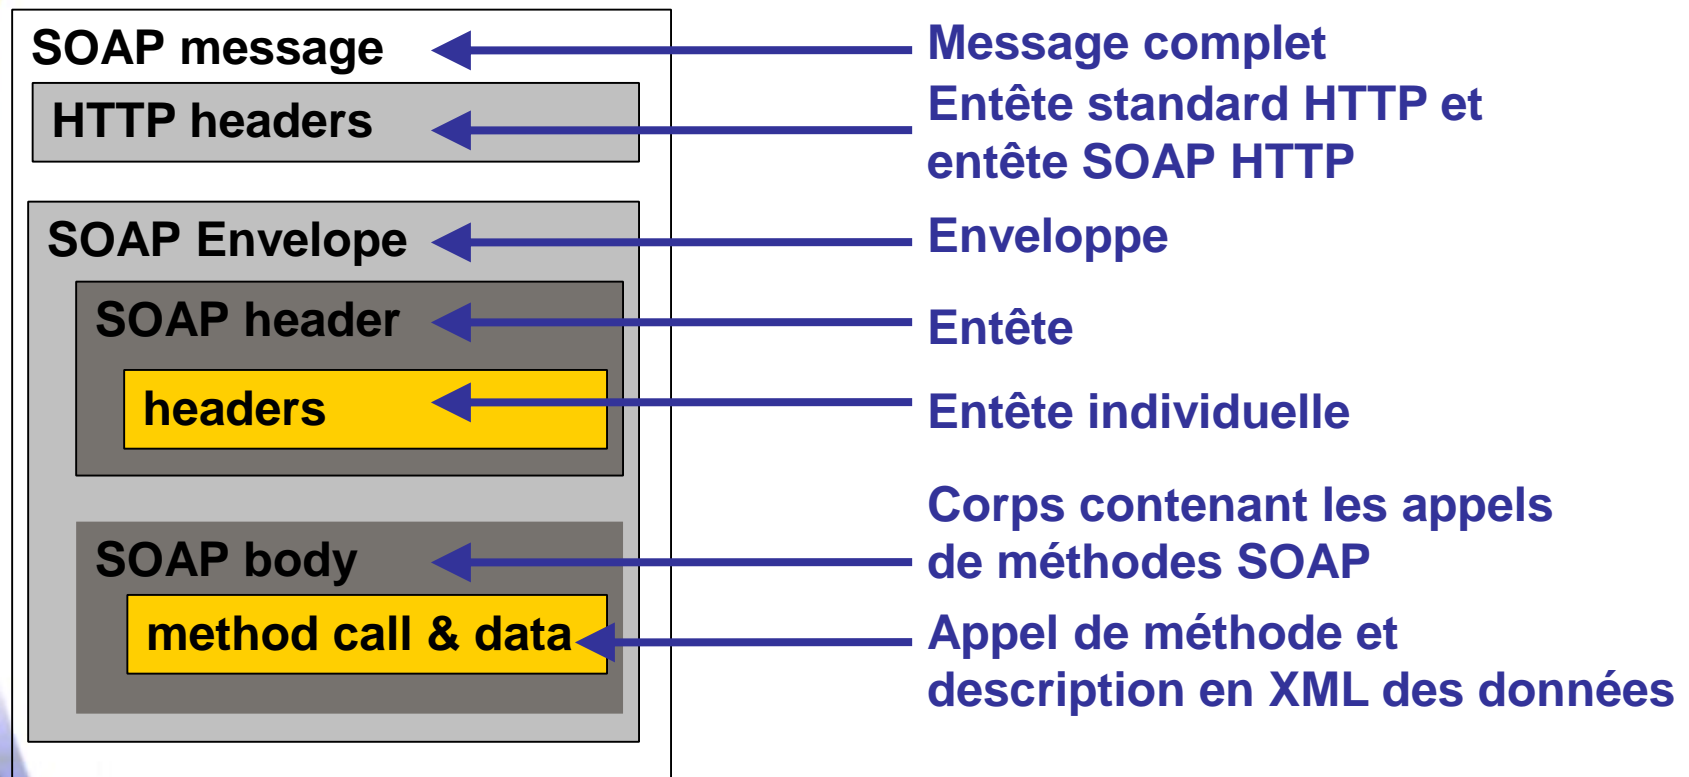 SOAP message
Message complet
HTTP headers
Entête standard HTTP et
entête SOAP HTTP
SOAP Envelope
Enveloppe
SOAP header
Entête
headers
Entête individuelle
SOAP body
Corps contenant les appels
de méthodes SOAP
method call & data
Appel de méthode et
description en XML des données